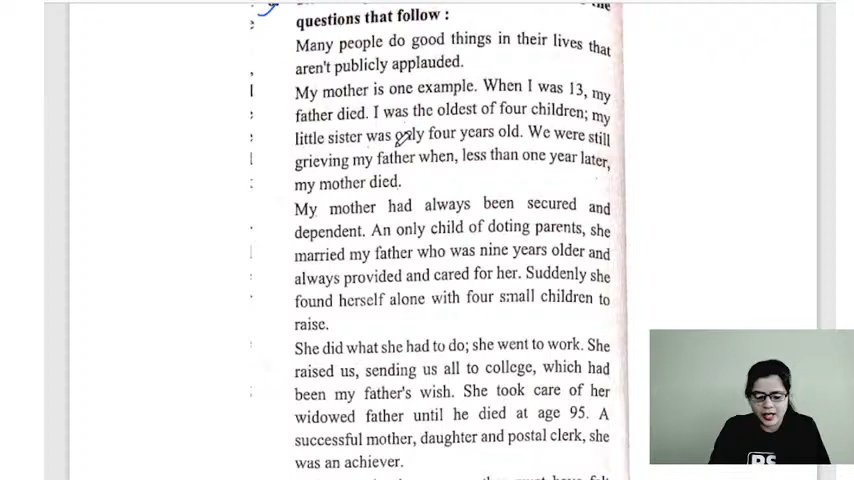 the
questions that follow :
Many people do good things in their lives that
aren't publicly applauded.
My mother is one example. When I was 13, my
father died. I was the oldest of four children; my
little sister was only four years old. We were still
grieving my father when, less than one year later,
my mother died.
My mother had always been secured and
dependent. An only child of doting parents, she
married my father who was nine years older and
always provided and cared for her. Suddenly she
found herself alone with four small children to
raise.
She did what she had to do; she went to work. She
raised us, sending us all to college, which had
been my father's wish. She took care of her
widowed father until he died at age 95. A
successful mother, daughter and postal clerk, she
was an achiever.
must have felt